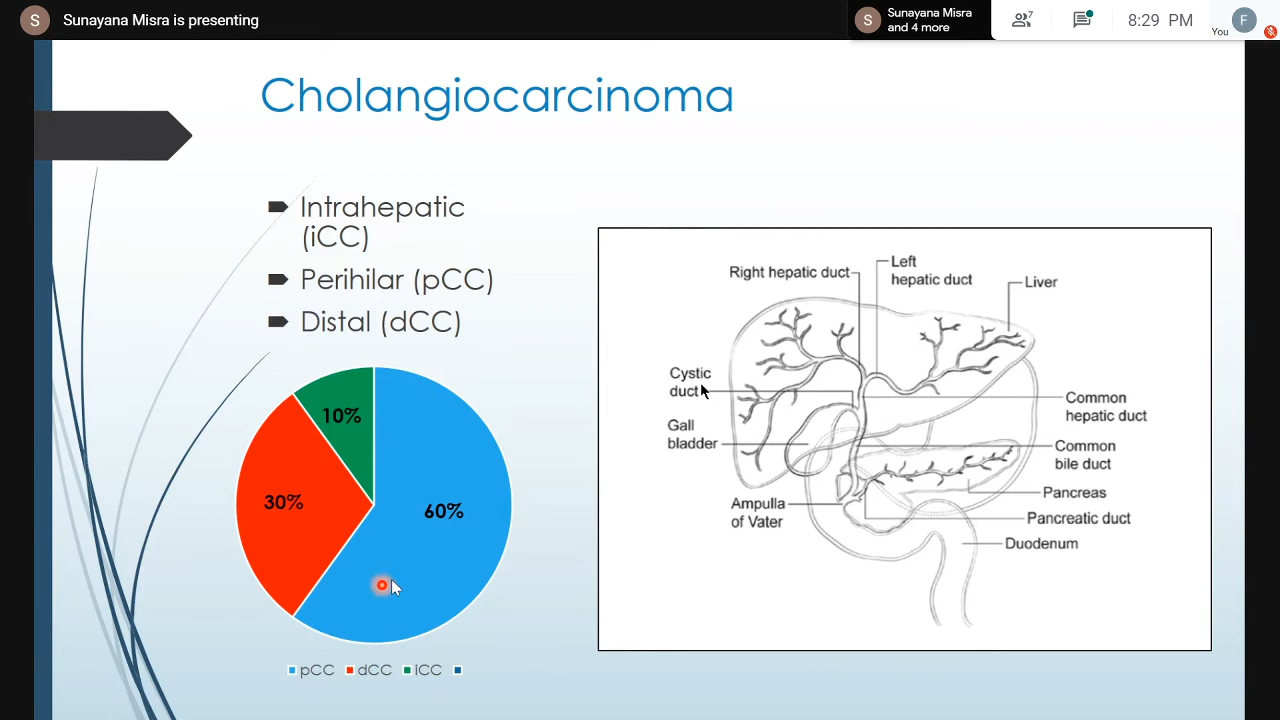 S
Sunayana Misra is presenting
S
Sunayana Misra
and 4 more
7
8:29 PM
You
F
Cholangiocarcinoma
Intrahepatic
(iCC)
Perihilar (pCC)
Distal (dCC)
10%
30%
60%
pCC
dCC
iCC
Right hepatic duct
Left
hepatic duct
Liver
Cystic
duct
Gall
bladder
Ampulla
of Vater
Common
hepatic duct
Common
bile duct
Pancreas
Pancreatic duct
Duodenum